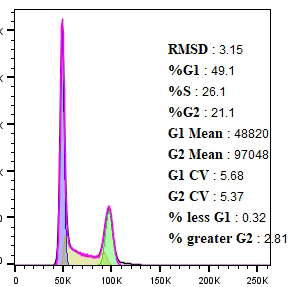 RMSD : 3.15
%G1 : 49.1
%S : 26.1
%G2 : 21.1
G1 Mean : 48820
G2 Mean : 97048
G1 CV : 5.68
G2 CV : 5.37
% less G1 : 0.32
% greater G2 : 2.81
0 50K 100K 150K 200K 250K